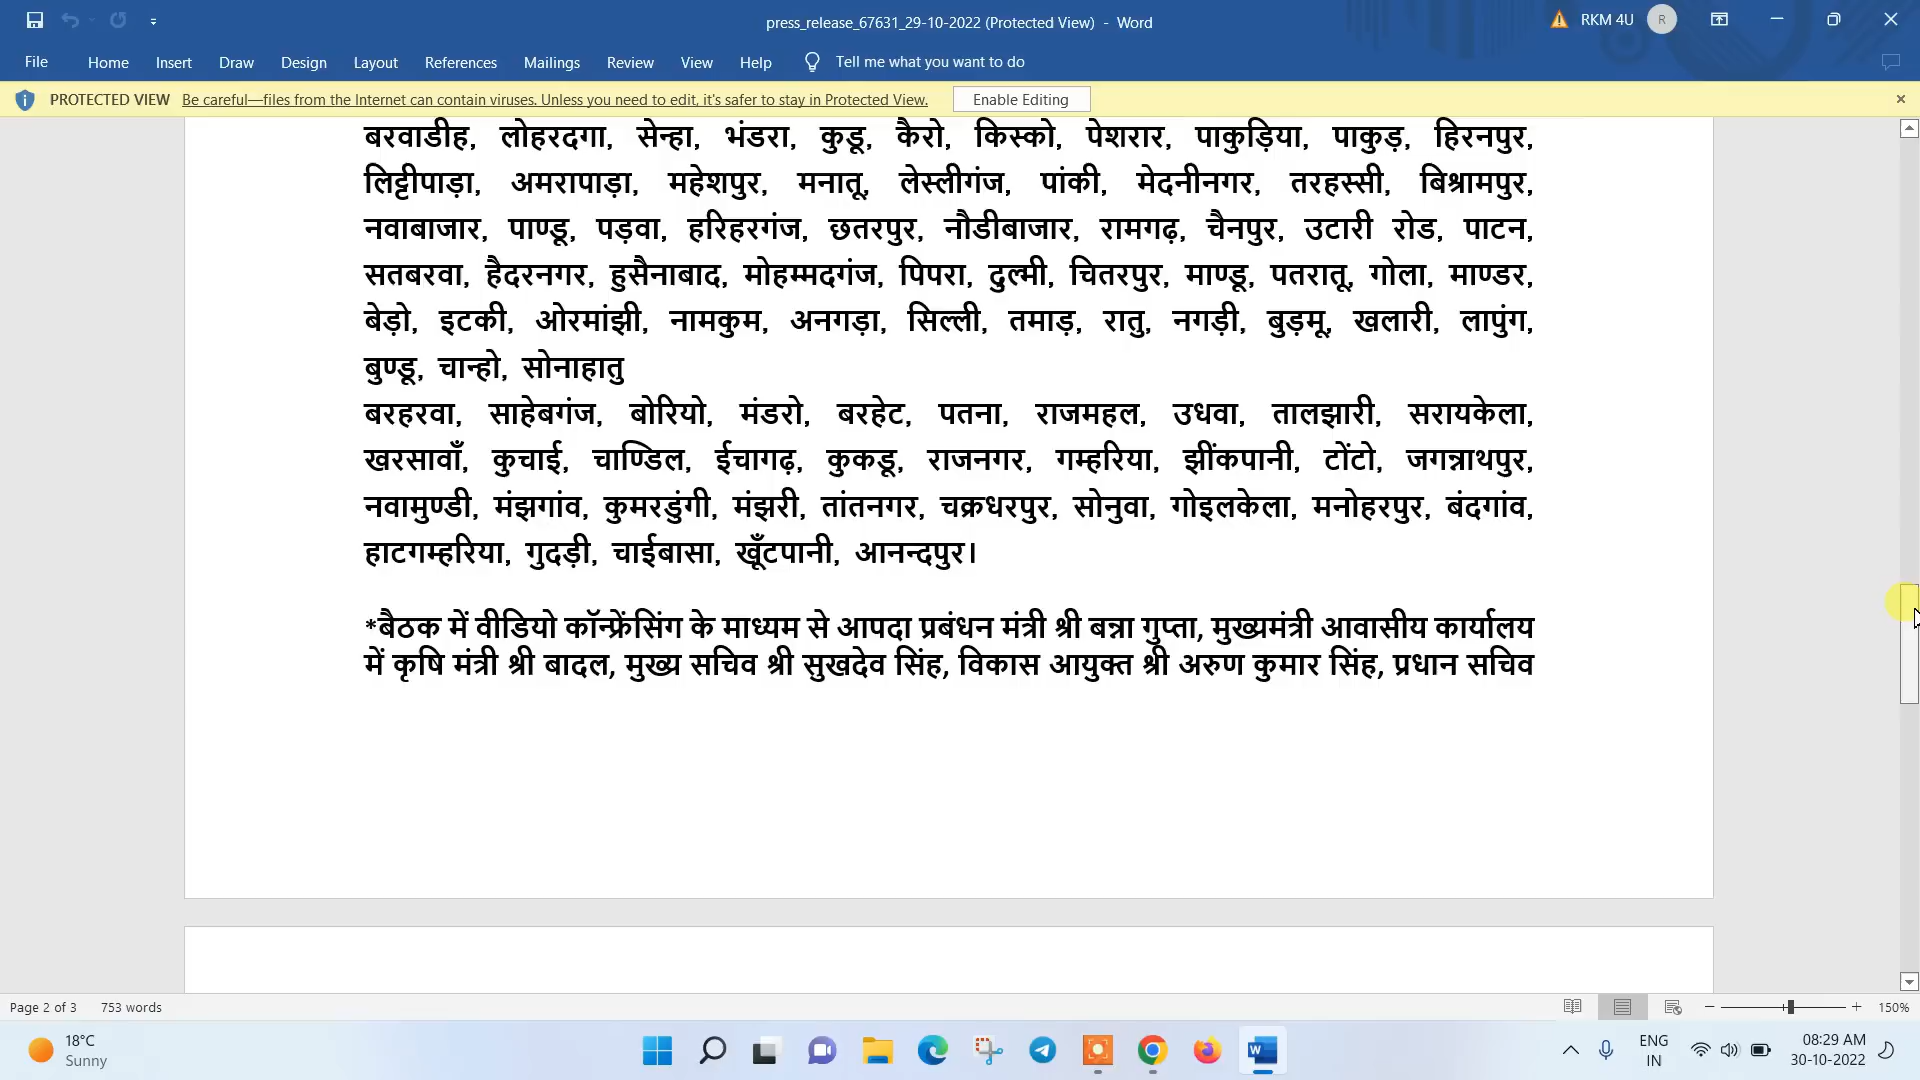 press_release_67631_29-10-2022 (Protected View) - Word
RKM 4U
R
File Home Insert Draw Design Layout References Mailings Review View Help Tell me what you want to do
PROTECTED VIEW Be careful—files from the Internet can contain viruses. Unless you need to edit, it's safer to stay in Protected View. Enable Editing
बरवाडीह, लोहरदगा, सेन्हा, भंडरा, कुडू, कैरो, किस्को, पेशरार, पाकुड़िया, पाकुड़, हिरनपुर,
लिट्टीपाड़ा, अमरापाड़ा, महेशपुर, मनातू, लेस्लीगंज, पांकी, मेदनीनगर, तरहस्सी, बिश्रामपुर,
नवाबाजार, पाण्डू, पड़वा, हरिहरगंज, छतरपुर, नौडीबाजार, रामगढ़, चैनपुर, उटारी रोड, पाटन,
सतबरवा, हैदरनगर, हुसैनाबाद, मोहम्मदगंज, पिपरा, दुल्मी, चितरपुर, माण्डू, पतरातू, गोला, माण्डर,
बेड़ो, इटकी, ओरमांझी, नामकुम, अनगड़ा, सिल्ली, तमाड़, रातु, नगड़ी, बुड़मू, खलारी, लापुंग,
बुण्डू, चान्हो, सोनाहातु
बरहरवा, साहेबगंज, बोरियो, मंडरो, बरहेट, पतना, राजमहल, उधवा, तालझारी, सरायकेला,
खरसावाँ, कुचाई, चाण्डिल, ईचागढ़, कुकडू, राजनगर, गम्हरिया, झींकपानी, टोंटो, जगन्नाथपुर,
नवामुण्डी, मंझगांव, कुमरडुंगी, मंझरी, तांतनगर, चक्रधरपुर, सोनुवा, गोइलकेला, मनोहरपुर, बंदगांव,
हाटगम्हरिया, गुदड़ी, चाईबासा, खूँटपानी, आनन्दपुर।
*बैठक में वीडियो कॉन्फ्रेंसिंग के माध्यम से आपदा प्रबंधन मंत्री श्री बन्ना गुप्ता, मुख्यमंत्री आवासीय कार्यालय
में कृषि मंत्री श्री बादल, मुख्य सचिव श्री सुखदेव सिंह, विकास आयुक्त श्री अरुण कुमार सिंह, प्रधान सचिव
Page 2 of 3 753 words
150%
18°C
Sunny
ENG
IN
08:29 AM
30-10-2022